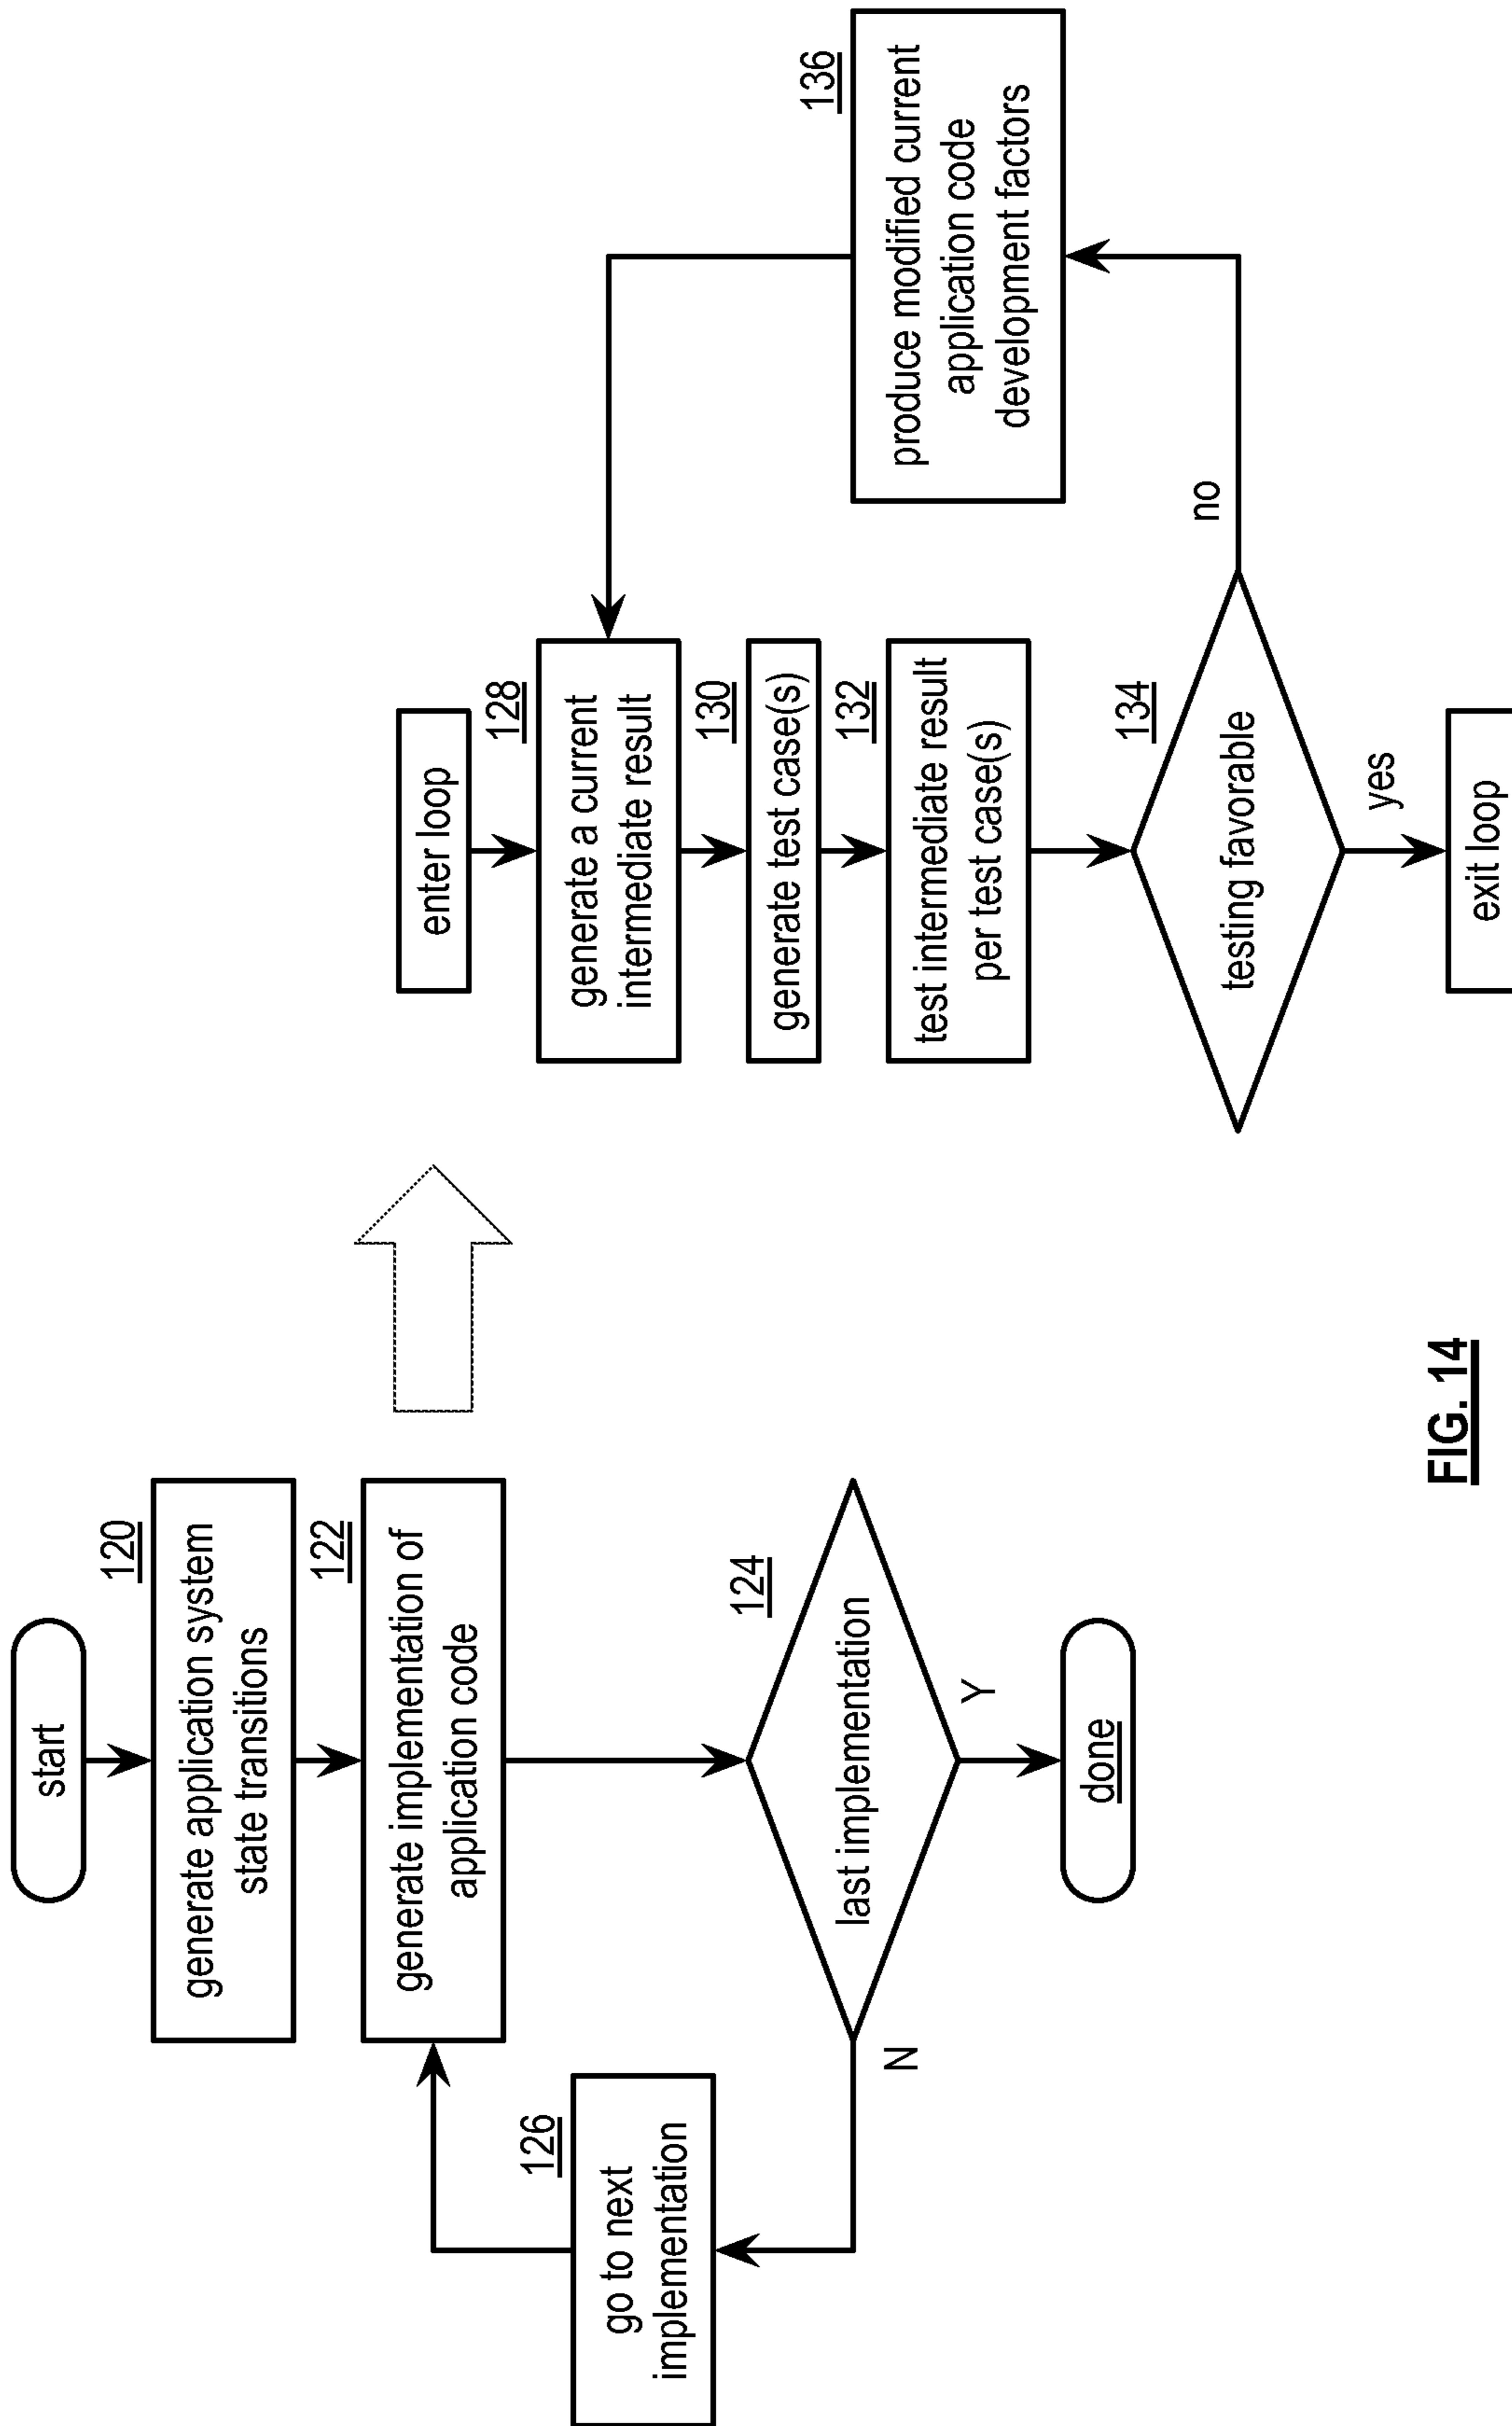 start
120
generate application system
state transitions
122
generate implementation of
application code
124
last implementation
N
Y
126
go to next
implementation
done
enter loop
128
generate a current
intermediate result
130
generate test case(s)
132
test intermediate result
per test case(s)
134
testing favorable
no
yes
136
produce modified current
application code
development factors
exit loop
FIG. 14